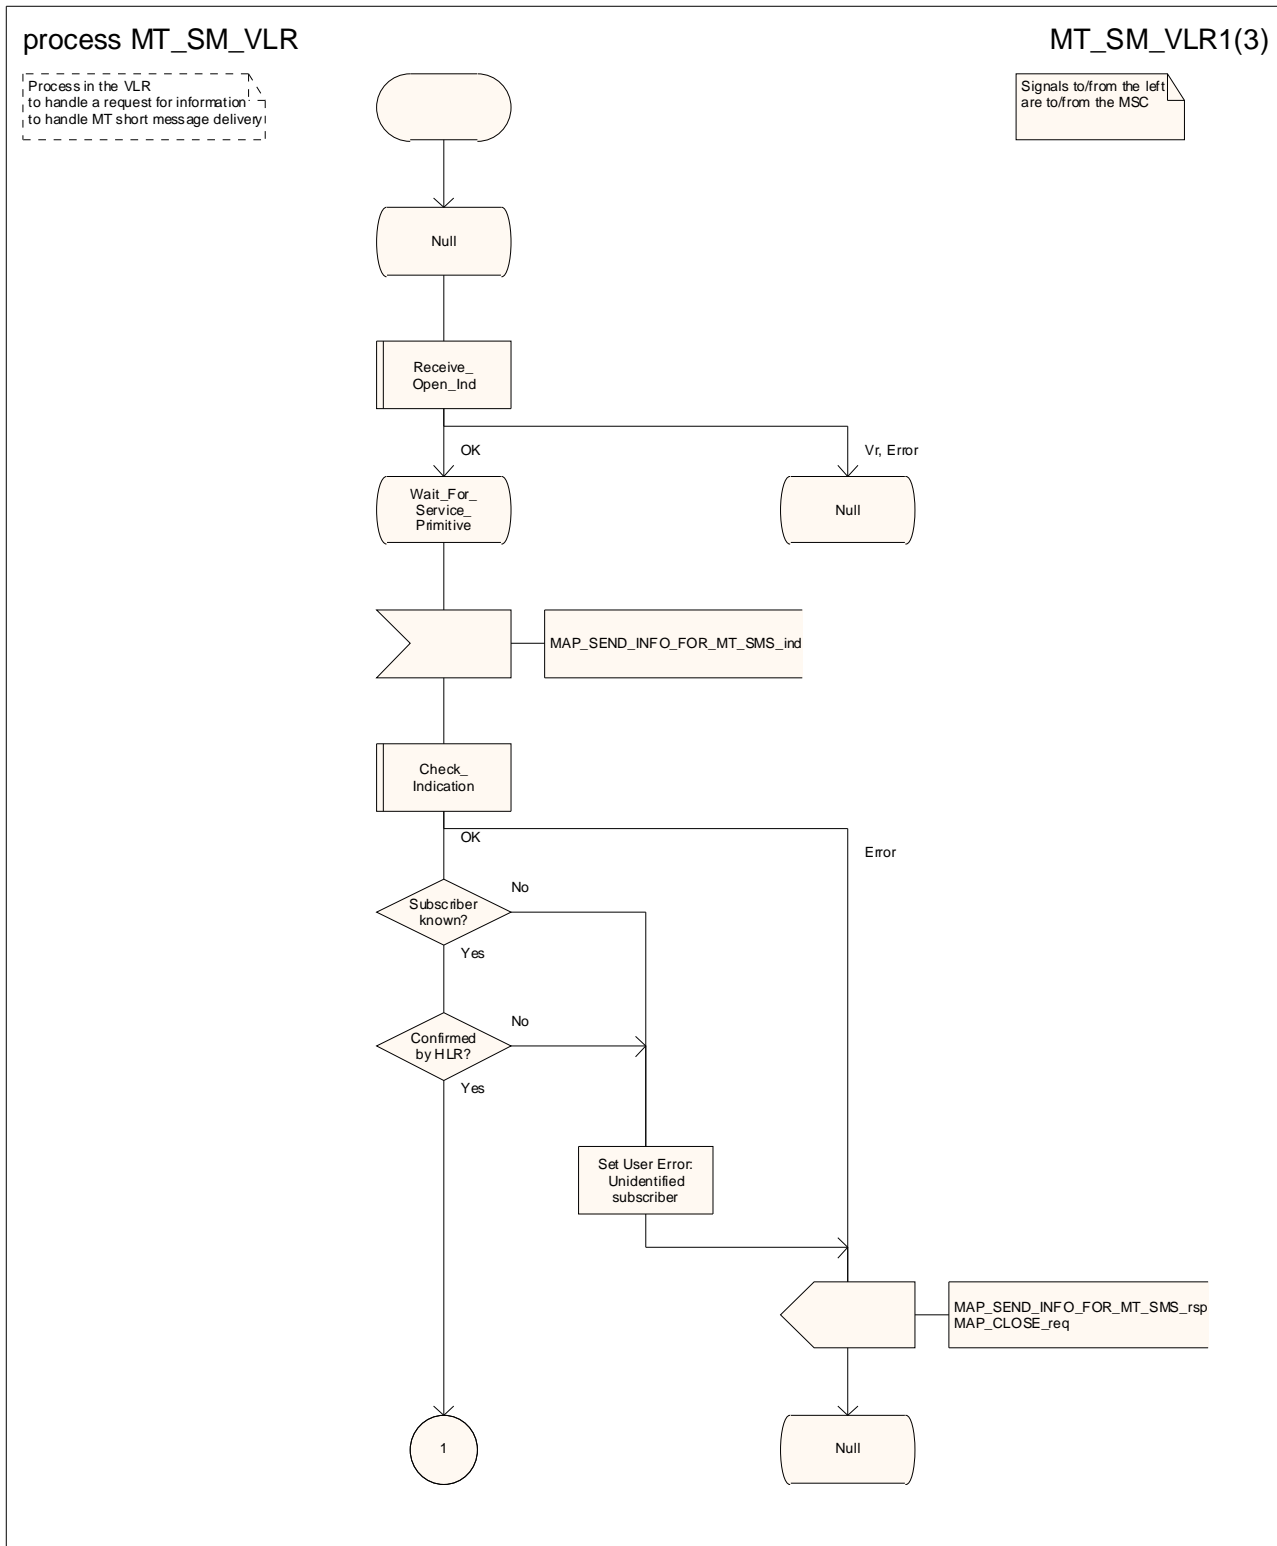 process MT_SM_VLR
MT_SM_VLR1(3)
Process in the VLR
to handle a request for information
to handle MT short message delivery
Signals to/from the left
are to/from the MSC
Null
Receive_
Open_Ind
OK
Vr, Error
Wait_For_
Service_
Primitive
Null
MAP_SEND_INFO_FOR_MT_SMS_ind
Check_
Indication
OK
Error
No
Subscriber
known?
Yes
No
Confirmed
by HLR?
Yes
Set User Error:
Unidentified
subscriber
MAP_SEND_INFO_FOR_MT_SMS_rsp
MAP_CLOSE_req
1
Null